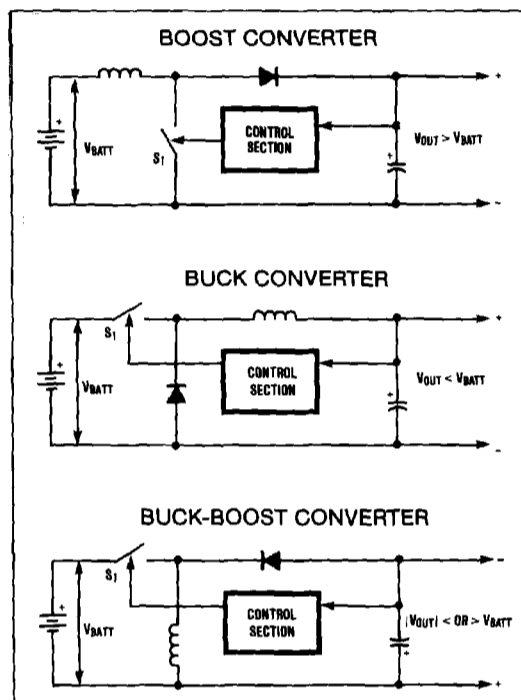 BOOST CONVERTER
+
+
VBATT
S1
CONTROL
SECTION
+
VOUT > VBATT
-
BUCK CONVERTER
+
S1
+
VBATT
CONTROL
SECTION
+
VOUT < VBATT
-
BUCK-BOOST CONVERTER
-
S1
+
VBATT
CONTROL
SECTION
|VOUT| < OR > VBATT
+
+